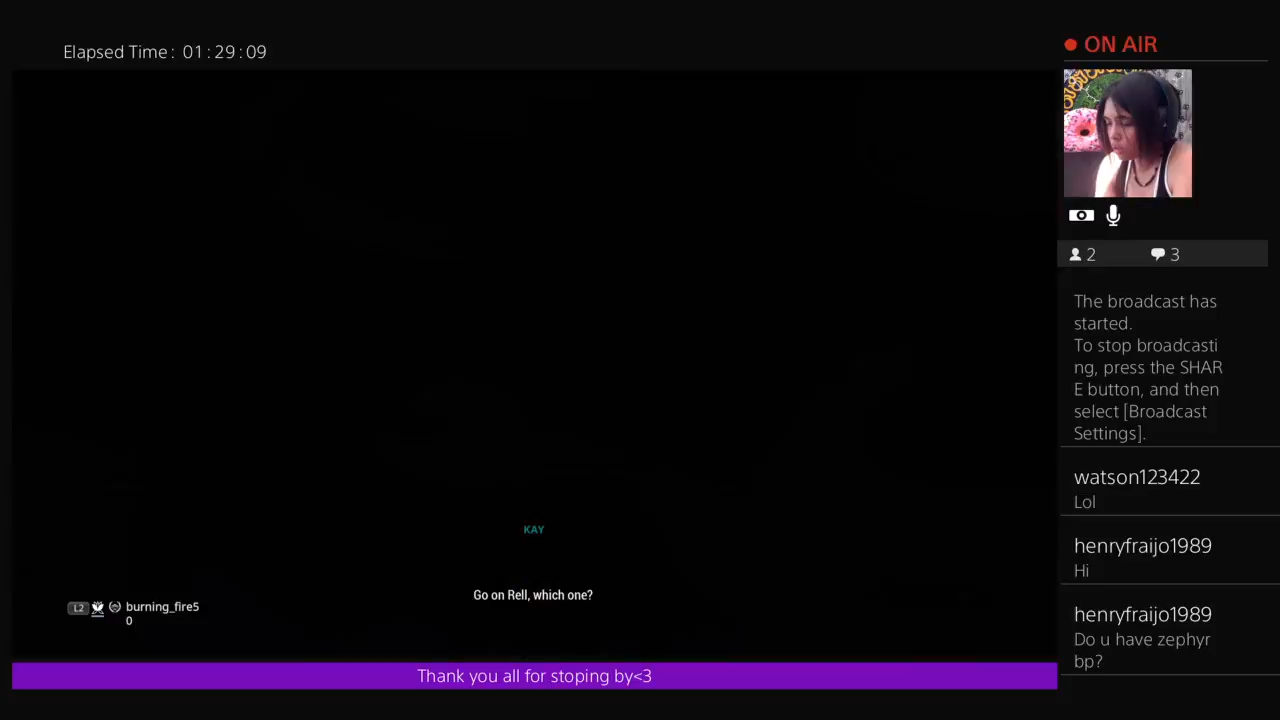 Elapsed Time: 01:29:09
ON AIR
2 3
The broadcast has
started.
To stop broadcasti
ng, press the SHAR
E button, and then
select [Broadcast
Settings].
watson123422
Lol
henryfraijo1989
Hi
henryfraijo1989
Do u have zephyr
bp?
KAY
Go on Rell, which one?
L2 burning_fire5
0
Thank you all for stoping by<3